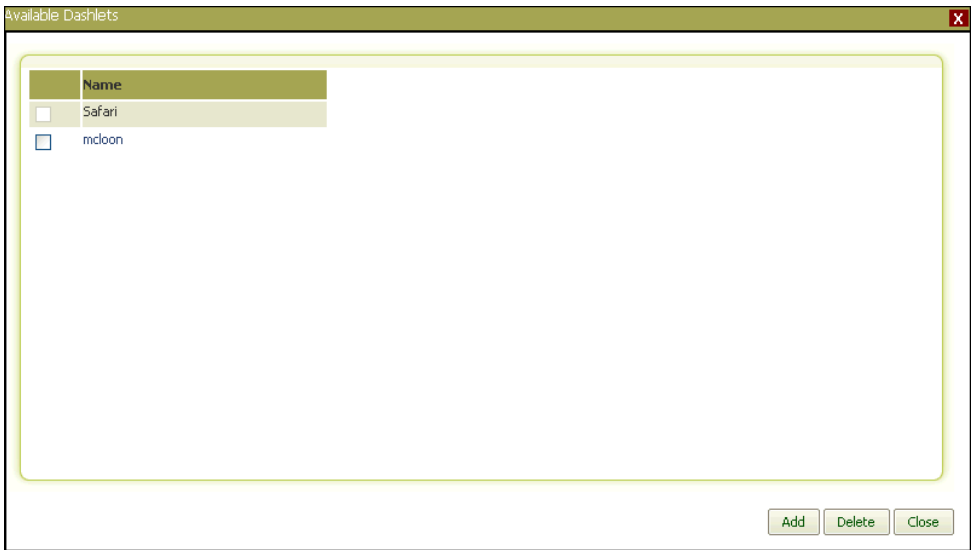 Available Dashlets
X
Name
Safari
mcloon
Add Delete Close